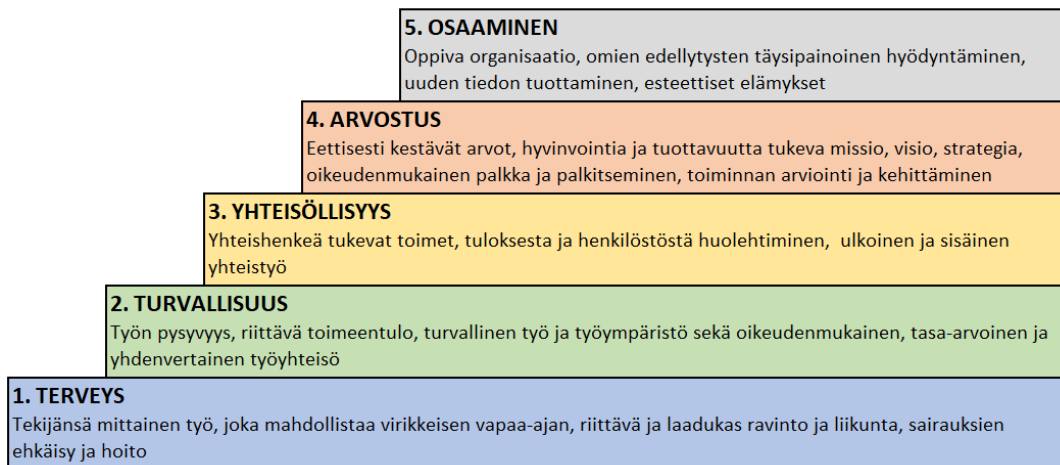 5. OSAAMINEN
Oppiva organisaatio, omien edellytysten täysipainoinen hyödyntäminen,
uuden tiedon tuottaminen, esteettiset elämykset
4. ARVOSTUS
Eettisesti kestävät arvot, hyvinvointia ja tuottavuutta tukeva missio, visio, strategia,
oikeudenmukainen palkka ja palkitseminen, toiminnan arviointi ja kehittäminen
3. YHTEISÖLLISYYS
Yhteishenkeä tukevat toimet, tuloksesta ja henkilöstöstä huolehtiminen, ulkoinen ja sisäinen
yhteistyö
2. TURVALLISUUS
Työn pysyvyys, riittävä toimeentulo, turvallinen työ ja työympäristö sekä oikeudenmukainen, tasa-arvoinen ja
yhdenvertainen työyhteisö
1. TERVEYS
Tekijänsä mittainen työ, joka mahdollistaa virikkeisen vapaa-ajan, riittävä ja laadukas ravinto ja liikunta, sairauksien
ehkäisy ja hoito